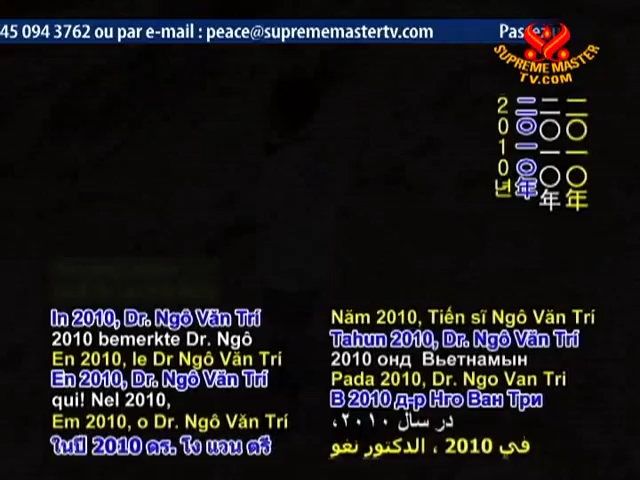 45 094 3762 ou par e-mail : peace@suprememastertv.com
SUPREME MASTER
TV.COM
2010년
二〇一〇年
二〇一〇年
二〇一〇年
In 2010, Dr. Ngô Văn Trí
2010 bemerkte Dr. Ngô
En 2010, le Dr Ngô Văn Trí
En 2010, Dr. Ngô Văn Trí
qui! Nel 2010,
Em 2010, o Dr. Ngô Văn Trí
ในปี 2010 ดร. โง แวน ตรี
Năm 2010, Tiến sĩ Ngô Văn Trí
Tahun 2010, Dr. Ngô Văn Trí
2010 онд Вьетнамын
Pada 2010, Dr. Ngo Van Tri
В 2010 д-р Нго Ван Три
در سال ۲۰۱۰،
في 2010 ، الدكتور نغو